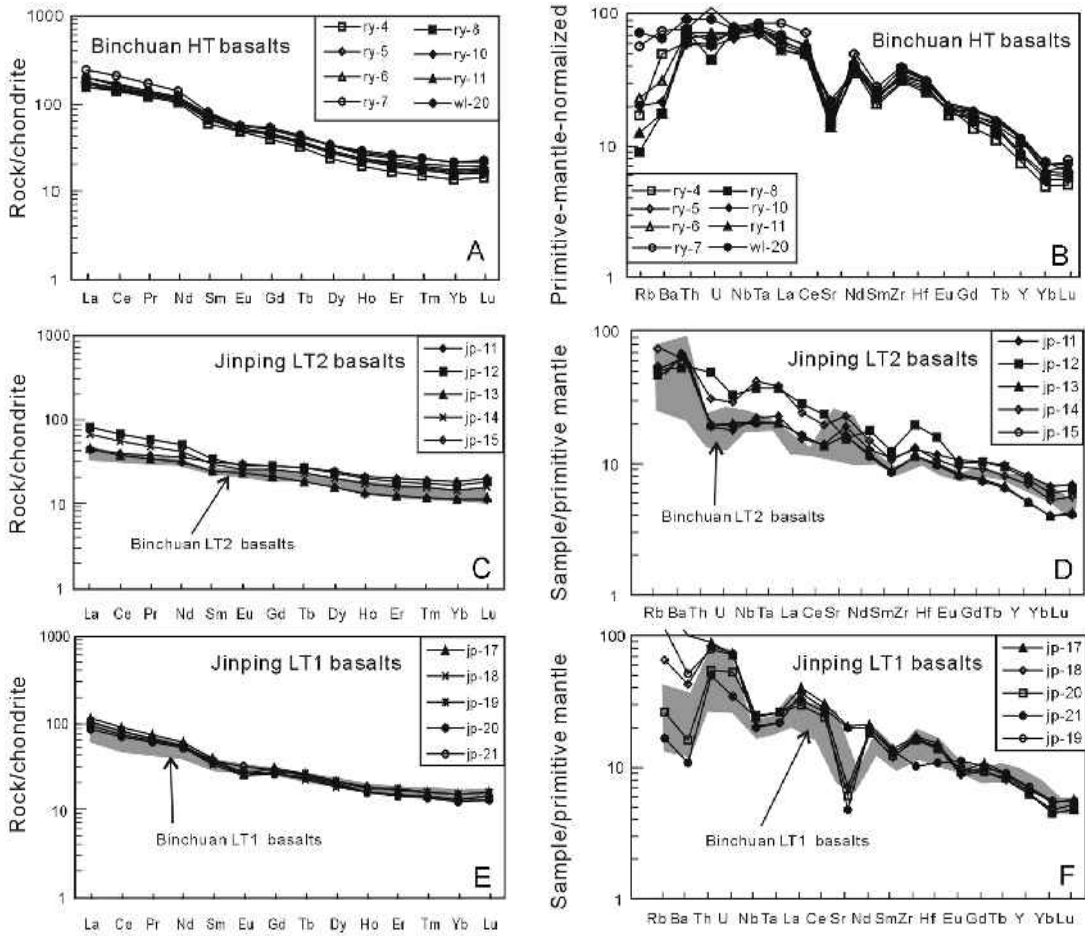 Binchuan HT basalts
ry-4
ry-5
ry-6
ry-7
ry-8
ry-10
ry-11
wl-20
1000
100
10
1
Rock/chondrite
A
La Ce Pr Nd Sm Eu Gd Tb Dy Ho Er Tm Yb Lu
Binchuan HT basalts
100
10
1
Primitive-mantle-normalized
ry-4
ry-5
ry-6
ry-7
ry-8
ry-10
ry-11
wl-20
B
Rb Ba Th U Nb Ta La Ce Sr Nd Sm Zr Hf Eu Gd Tb Y Yb Lu
Jinping LT2 basalts
jp-11
jp-12
jp-13
jp-14
jp-15
1000
100
10
1
Rock/chondrite
Binchuan LT2 basalts
C
La Ce Pr Nd Sm Eu Gd Tb Dy Ho Er Tm Yb Lu
Jinping LT2 basalts
jp-11
jp-12
jp-13
jp-14
jp-15
100
10
1
Sample/primitive mantle
Binchuan LT2 basalts
D
Rb Ba Th U Nb Ta La Ce Sr Nd Sm Zr Hf Eu Gd Tb Y Yb Lu
Jinping LT1 basalts
jp-17
jp-18
jp-19
jp-20
jp-21
1000
100
10
1
Rock/chondrite
Binchuan LT1 basalts
E
La Ce Pr Nd Sm Eu Gd Tb Dy Ho Er Tm Yb Lu
Jinping LT1 basalts
jp-17
jp-18
jp-20
jp-21
jp-19
100
10
1
Sample/primitive mantle
Binchuan LT1 basalts
F
Rb Ba Th U Nb Ta La Ce Sr Nd Sm Zr Hf Eu Gd Tb Y Yb Lu